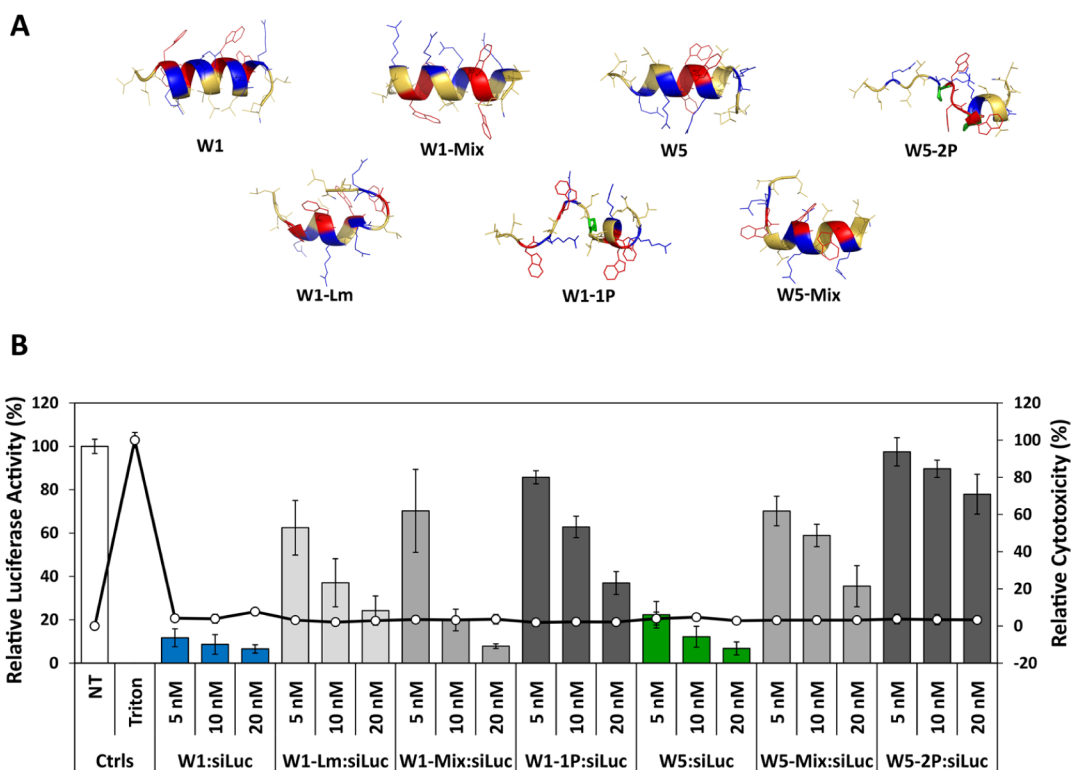 A
W1
W1-Mix
W5
W5-2P
W1-Lm
W1-1P
W5-Mix
B
Relative Luciferase Activity (%)
120
100
80
60
40
20
0
Relative Cytotoxicity (%)
120
100
80
60
40
20
0
-20
NT
Triton
5 nM
10 nM
20 nM
5 nM
10 nM
20 nM
5 nM
10 nM
20 nM
5 nM
10 nM
20 nM
5 nM
10 nM
20 nM
5 nM
10 nM
20 nM
5 nM
10 nM
20 nM
Ctrls
W1:siLuc
W1-Lm:siLuc
W1-Mix:siLuc
W1-1P:siLuc
W5:siLuc
W5-Mix:siLuc
W5-2P:siLuc